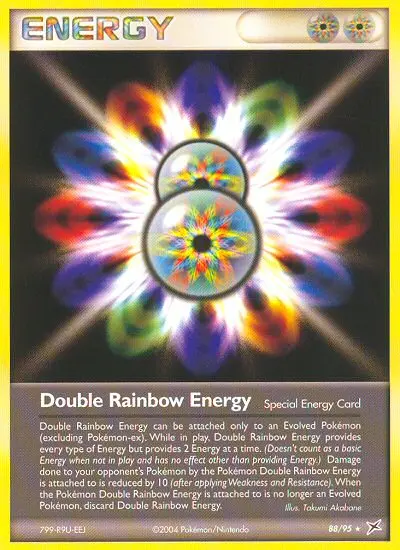 ENERGY
Double Rainbow Energy Special Energy Card
Double Rainbow Energy can be attached only to an Evolved Pokémon
(excluding Pokémon-ex). While in play, Double Rainbow Energy provides
every type of Energy but provides 2 Energy at a time. (Doesn't count as a basic
Energy when not in play and has no effect other than providing Energy.) Damage
done to your opponent's Pokémon by the Pokémon Double Rainbow Energy
is attached to is reduced by 10 (after applying Weakness and Resistance). When
the Pokémon Double Rainbow Energy is attached to is no longer an Evolved
Pokémon, discard Double Rainbow Energy. Illus. Takumi Akabane
799-R9U-EEJ ©2004 Pokémon/Nintendo 88/95 ★